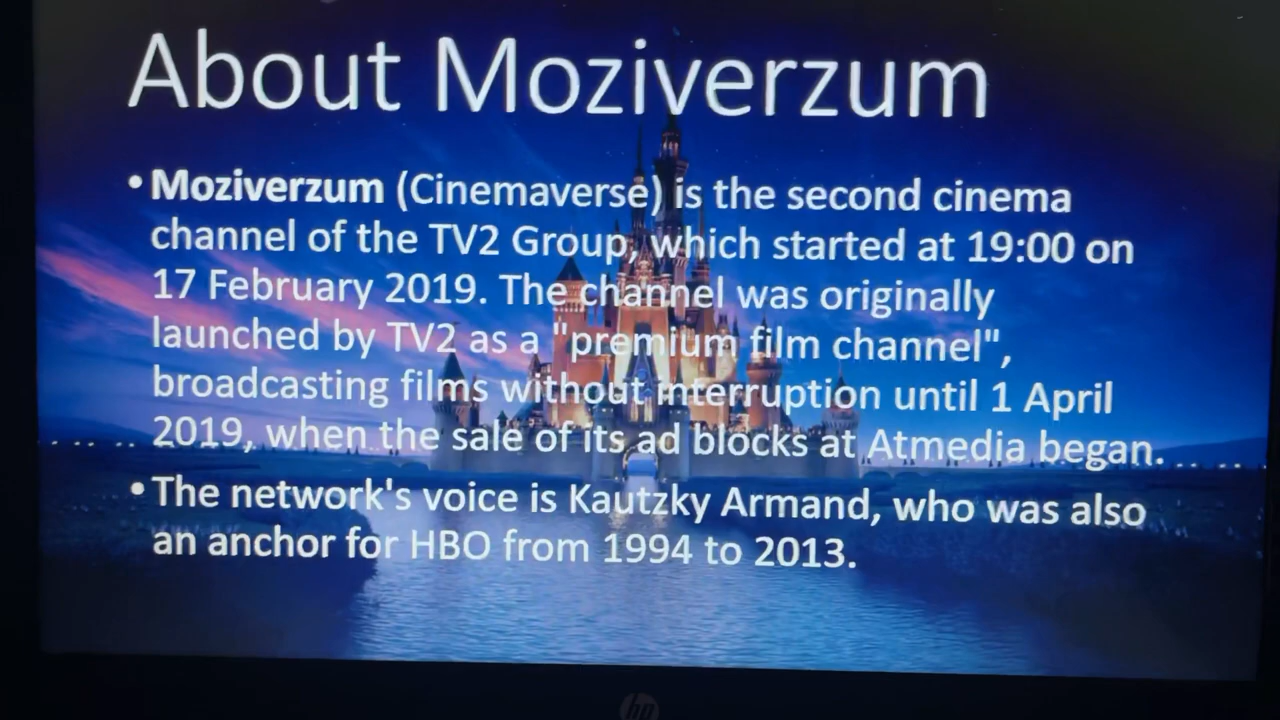 About Moziverzum
• Moziverzum (Cinemaverse) is the second cinema
channel of the TV2 Group, which started at 19:00 on
17 February 2019. The channel was originally
launched by TV2 as a "premium film channel",
broadcasting films without interruption until 1 April
2019, when the sale of its ad blocks at Atmedia began.
• The network's voice is Kautzky Armand, who was also
an anchor for HBO from 1994 to 2013.
hp